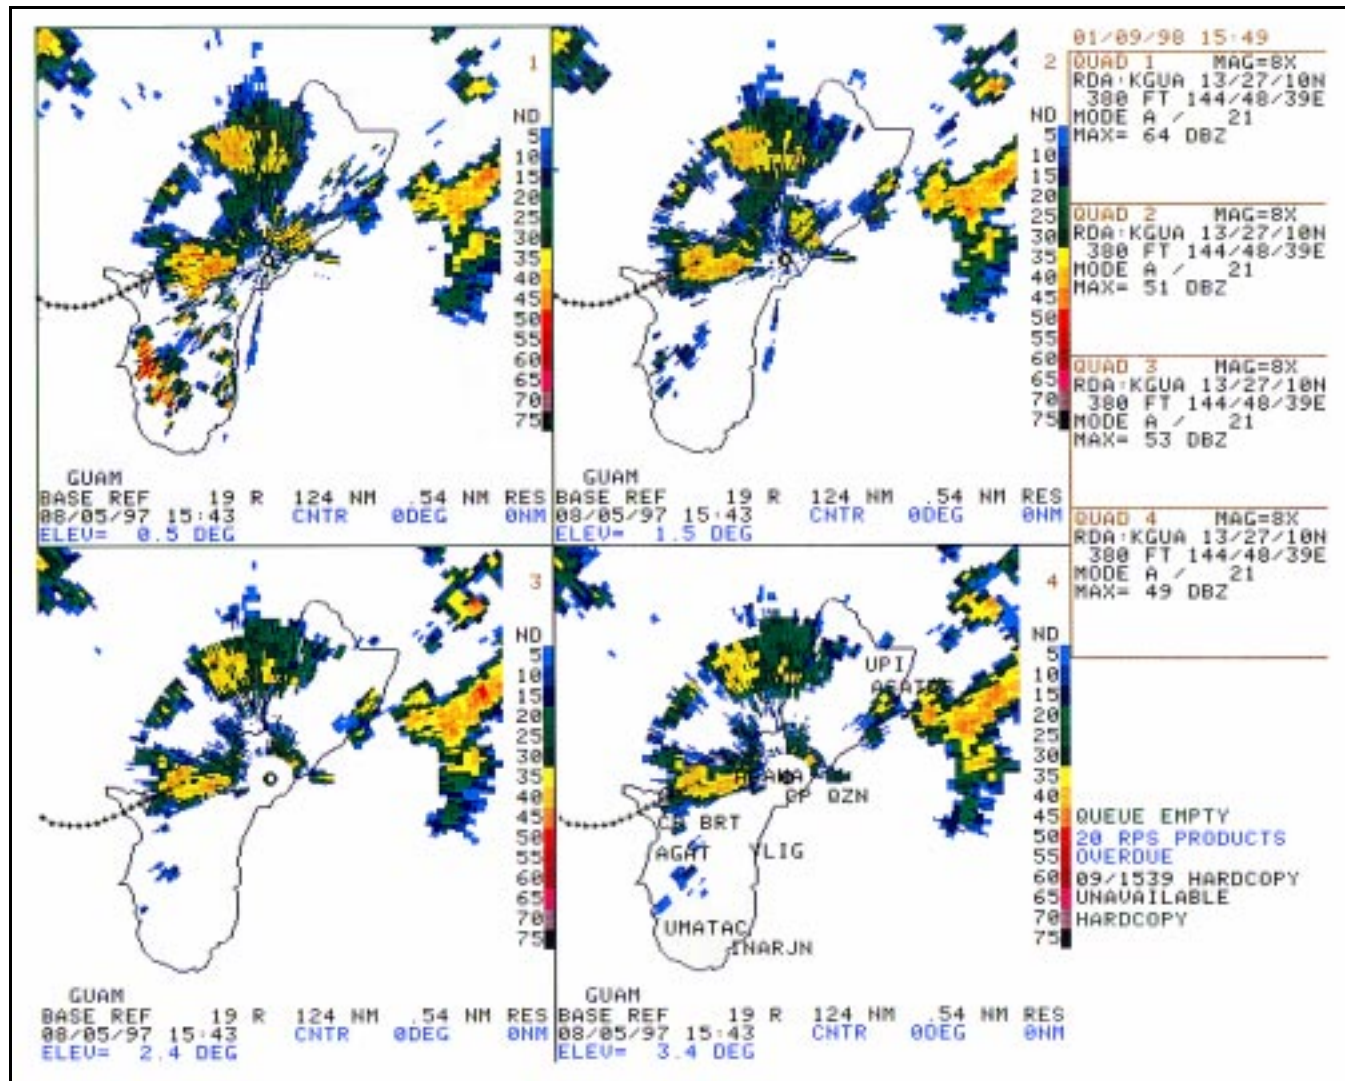 1
ND
5
10
15
20
25
30
35
40
45
50
55
60
65
70
75
GUAM
BASE REF 19 R 124 NM .54 NM RES
08/05/97 15:43 CNTR 0DEG 0NM
ELEV= 0.5 DEG
2
ND
5
10
15
20
25
30
35
40
45
50
55
60
65
70
75
GUAM
BASE REF 19 R 124 NM .54 NM RES
08/05/97 15:43 CNTR 0DEG 0NM
ELEV= 1.5 DEG
01/09/98 15:49
QUAD 1 MAG=8X
RDA:KGUA 13/27/10N
380 FT 144/48/39E
MODE A / 21
MAX= 64 DBZ
QUAD 2 MAG=8X
RDA:KGUA 13/27/10N
380 FT 144/48/39E
MODE A / 21
MAX= 51 DBZ
QUAD 3 MAG=8X
RDA:KGUA 13/27/10N
380 FT 144/48/39E
MODE A / 21
MAX= 53 DBZ
QUAD 4 MAG=8X
RDA:KGUA 13/27/10N
380 FT 144/48/39E
MODE A / 21
MAX= 49 DBZ
3
ND
5
10
15
20
25
30
35
40
45
50
55
60
65
70
75
GUAM
BASE REF 19 R 124 NM .54 NM RES
08/05/97 15:43 CNTR 0DEG 0NM
ELEV= 2.4 DEG
4
ND
5
10
15
20
25
30
35
40
45
50
55
60
65
70
75
UPI
OP QZN
BRT
AGAT YLIG
UMATAC
INARJN
GUAM
BASE REF 19 R 124 NM .54 NM RES
08/05/97 15:43 CNTR 0DEG 0NM
ELEV= 3.4 DEG
QUEUE EMPTY
20 RPS PRODUCTS
OVERDUE
09/1539 HARDCOPY
UNAVAILABLE
HARDCOPY